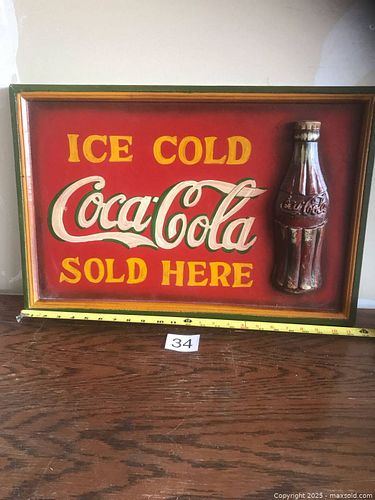 ICE COLD
Coca-Cola
SOLD HERE
Coca-Cola
34
Copyright © 2025 - maxsold.com